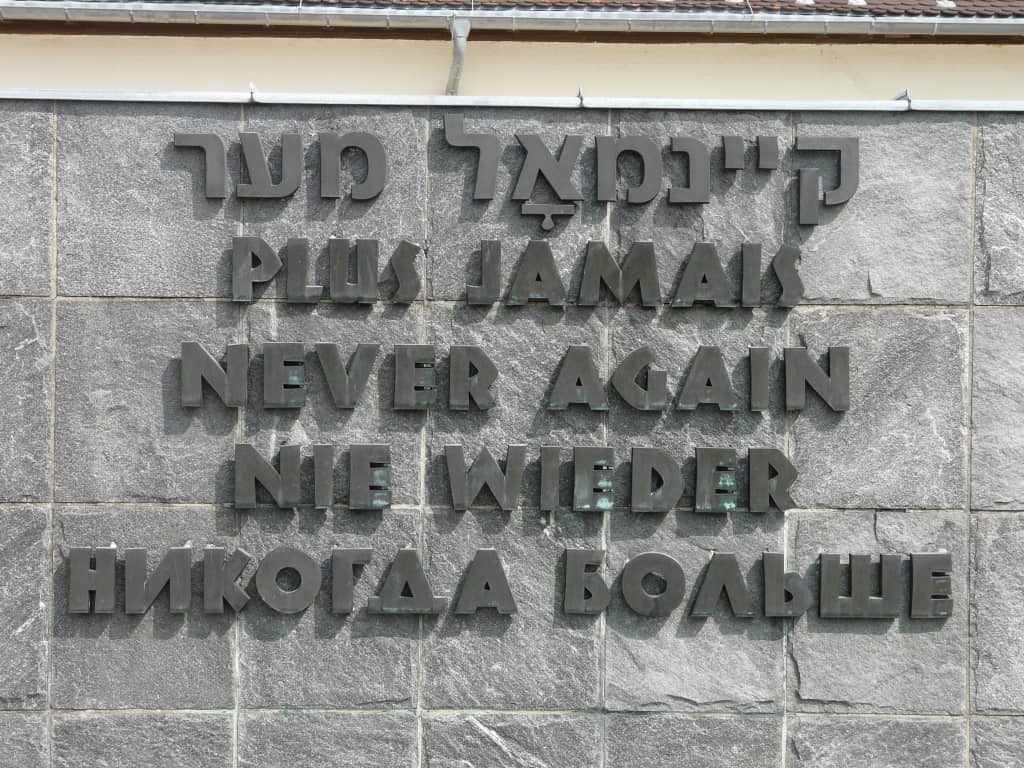 קיינמאָל מער
PLUS JAMAIS
NEVER AGAIN
NIE WIEDER
НИКОГДА БОЛЬШЕ